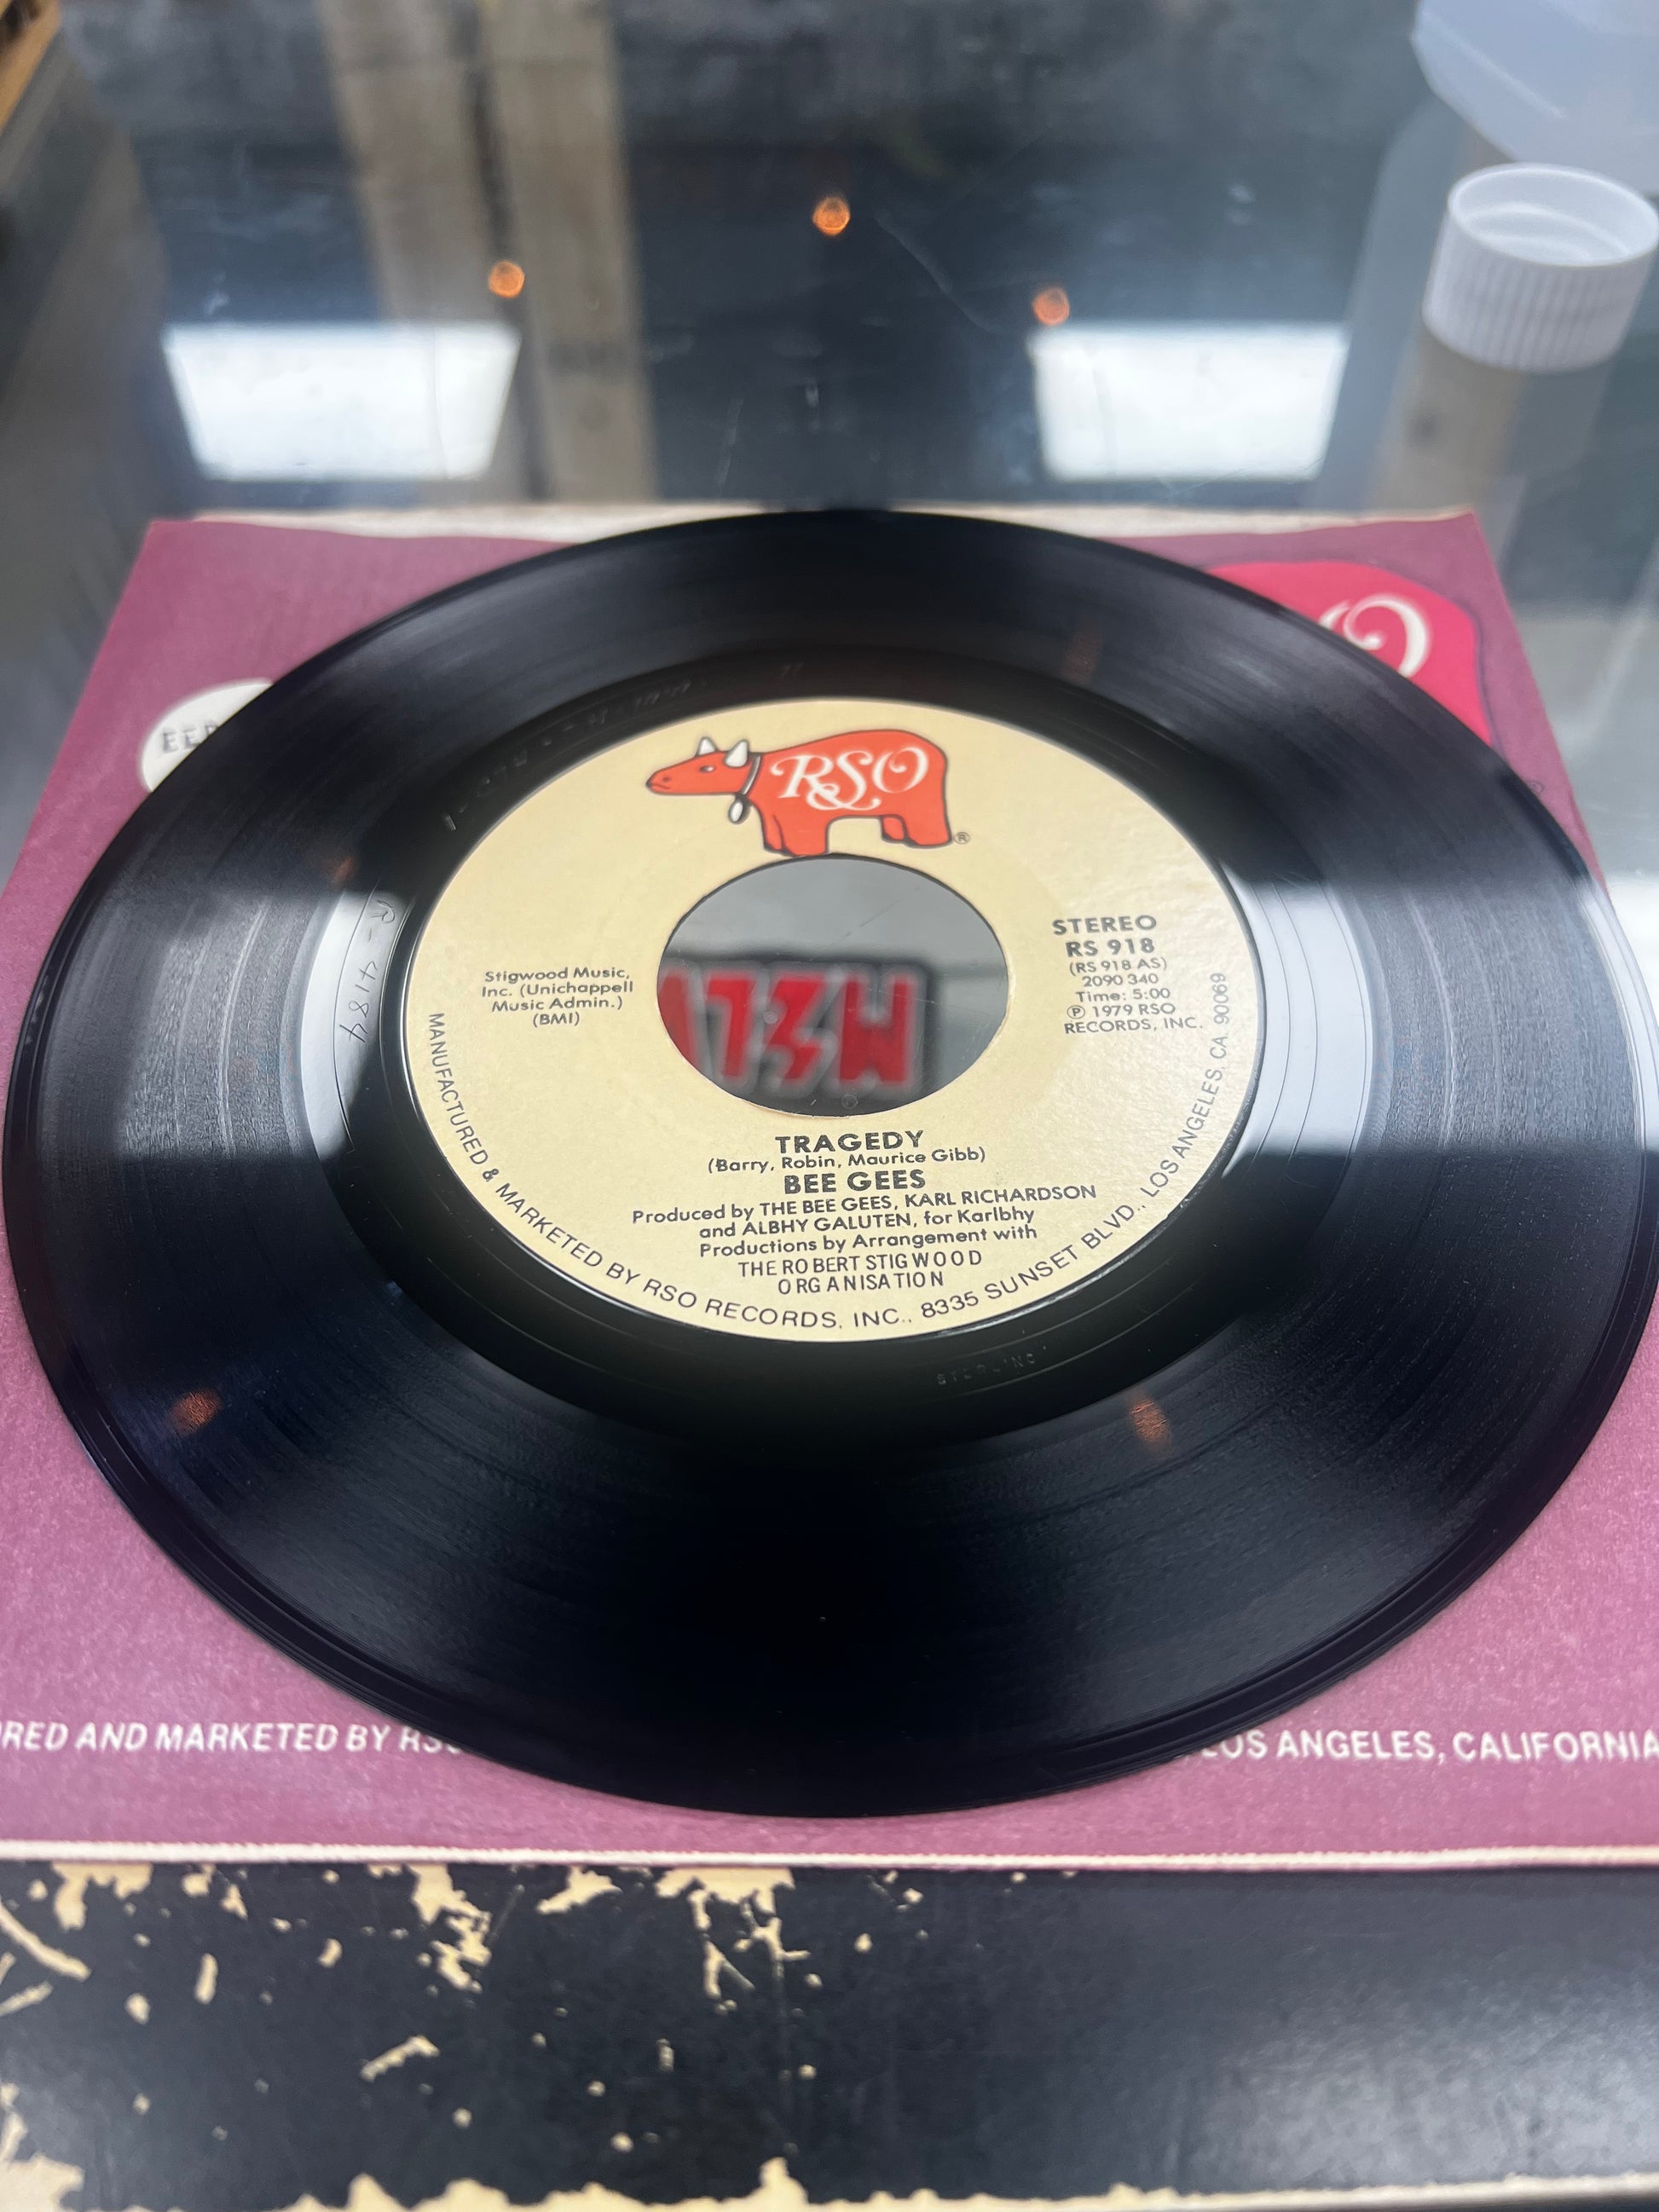 RSO
®
STEREO
RS 918
(RS 918 AS)
2090 340
Time: 5:00
Ⓟ 1979 RSO
RECORDS, INC.
Stigwood Music,
Inc. (Unichappell
Music Admin.)
(BMI)
TRAGEDY
(Barry, Robin, Maurice Gibb)
BEE GEES
Produced by THE BEE GEES, KARL RICHARDSON
and ALBHY GALUTEN, for Karlbhy
Productions by Arrangement with
THE ROBERT STIGWOOD
ORGANISATION
MANUFACTURED & MARKETED BY RSO RECORDS, INC., 8335 SUNSET BLVD., LOS ANGELES, CA. 90069
STERLING
RED AND MARKETED BY RSO
LOS ANGELES, CALIFORNIA